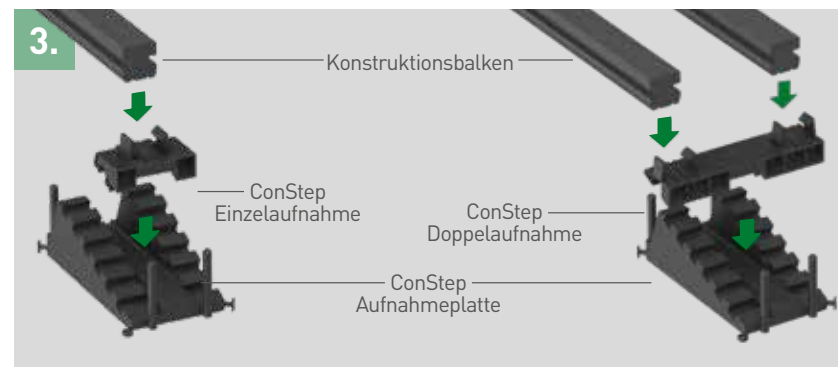 3.
Konstruktionsbalken
ConStep
Einzelaufnahme
ConStep
Doppelaufnahme
ConStep
Aufnahmeplatte